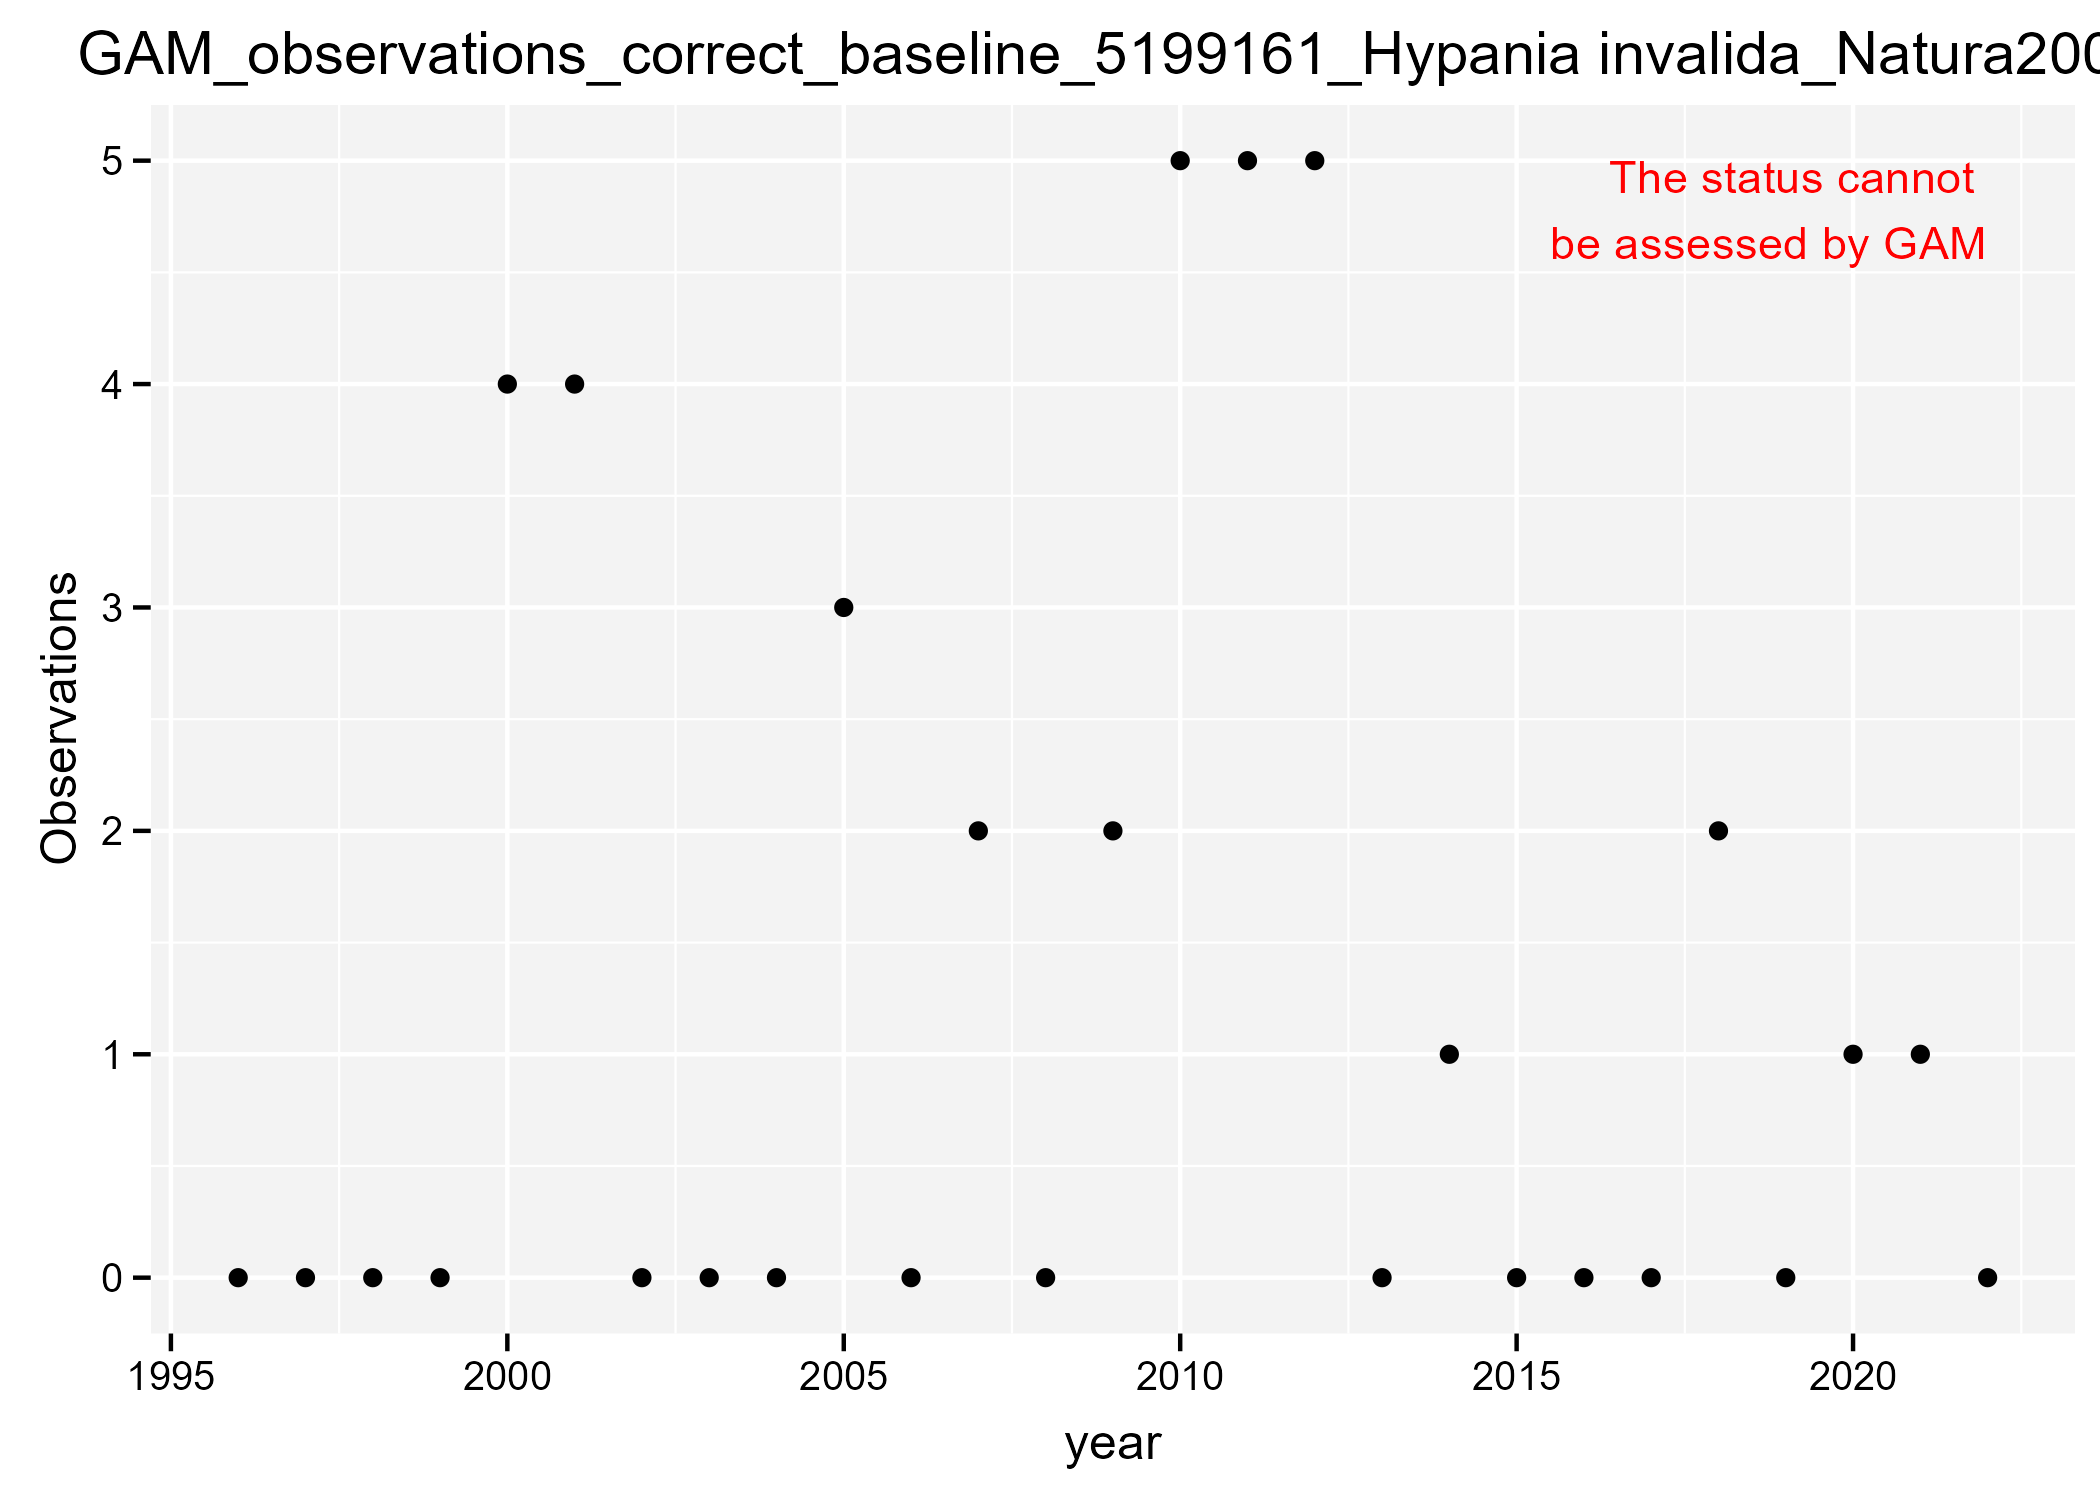 GAM_observations_correct_baseline_5199161_Hypania invalida_Natura200
The status cannot
be assessed by GAM
5
4
3
2
1
0
Observations
1995 2000 2005 2010 2015 2020
year